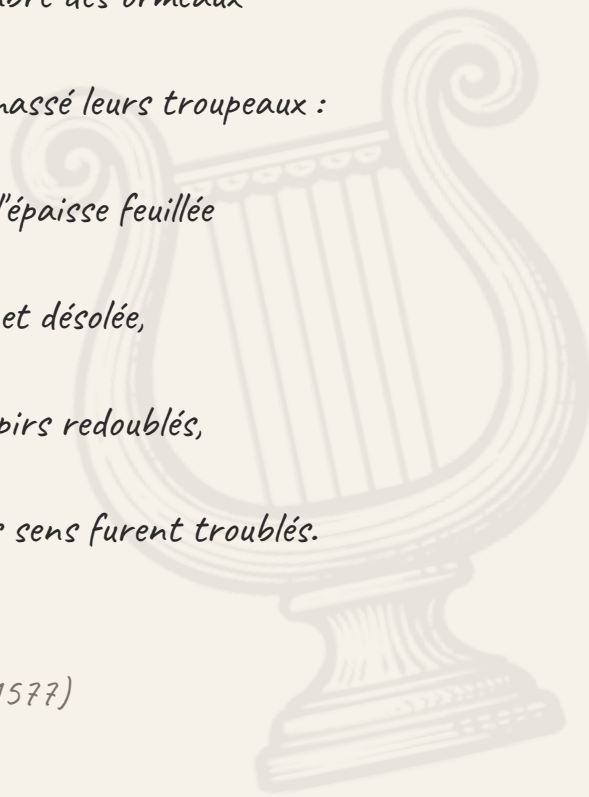 des ormeaux
leurs troupeaux :
l'épaisse feuillée
et désolée,
redoublés,
sens furent troublés.
1577)